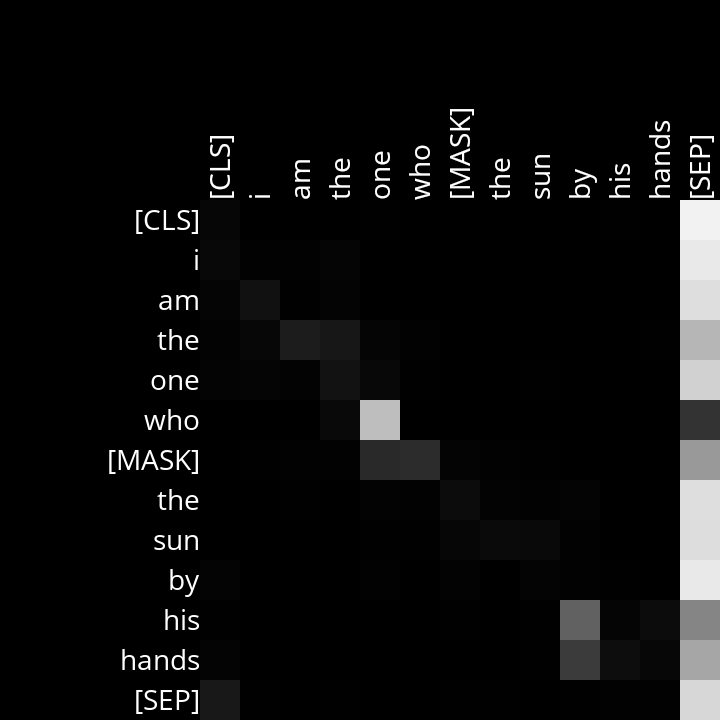 [CLS] i am the one who [MASK] the sun by his hands [SEP]
[CLS]
i
am
the
one
who
[MASK]
the
sun
by
his
hands
[SEP]